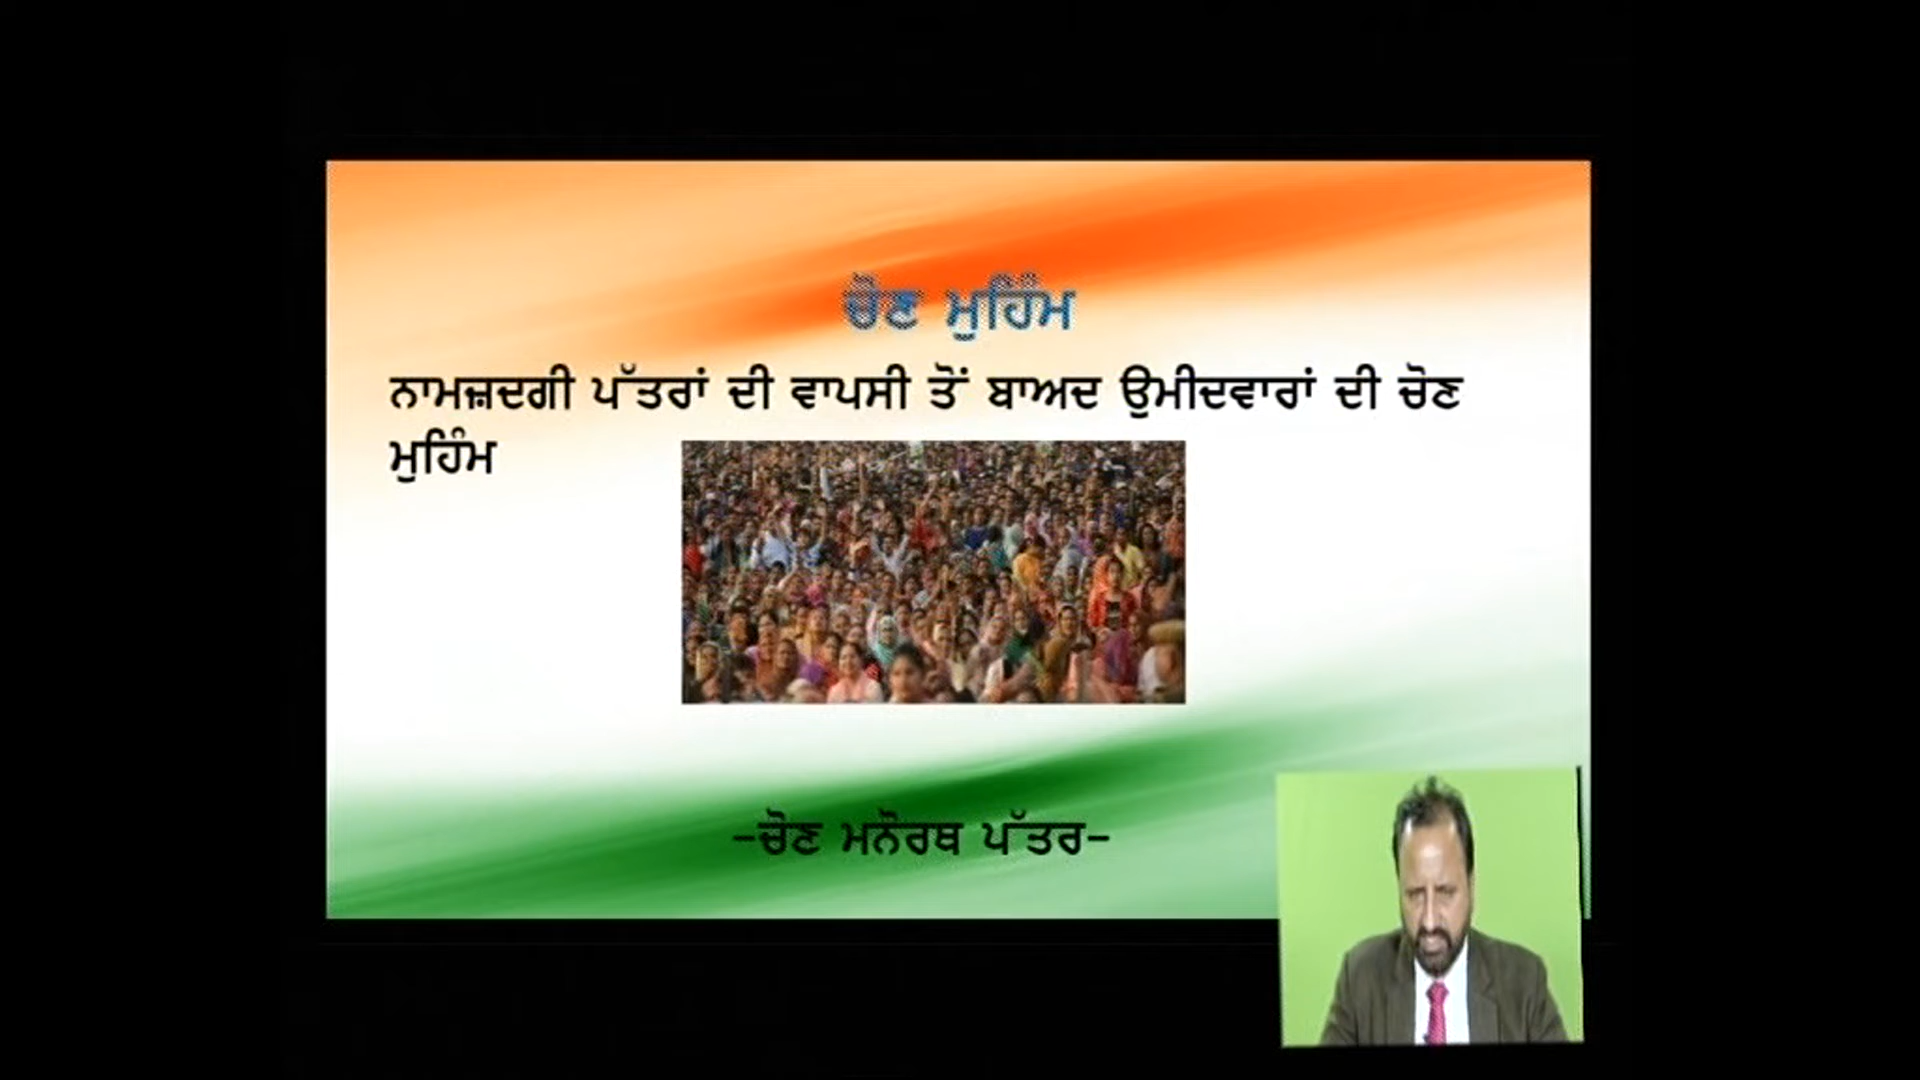 ਚੋਣ ਮੁਹਿੰਮ
ਨਾਮਜ਼ਦਗੀ ਪੱਤਰਾਂ ਦੀ ਵਾਪਸੀ ਤੋਂ ਬਾਅਦ ਉਮੀਦਵਾਰਾਂ ਦੀ ਚੋਣ
ਮੁਹਿੰਮ
-ਚੋਣ ਮਨੋਰਥ ਪੱਤਰ-